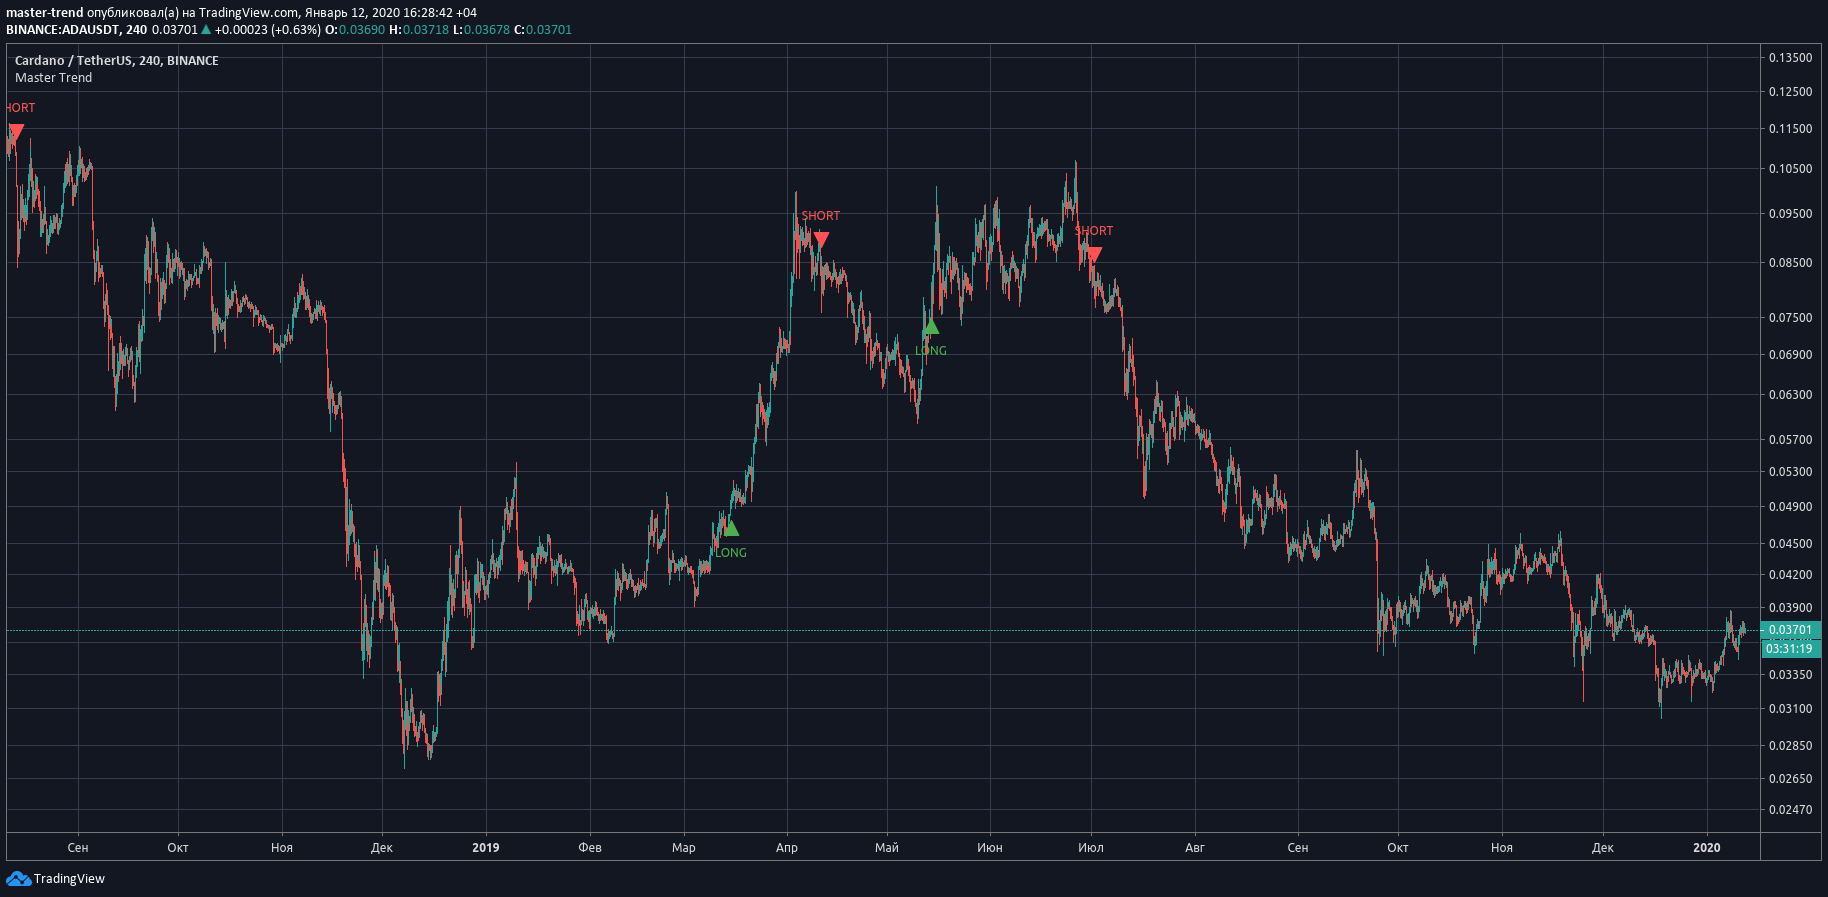 master-trend опубликовал(а) на TradingView.com, Январь 12, 2020 16:28:42 +04
BINANCE:ADAUSDT, 240 0.03701 ▲ +0.00023 (+0.63%) O:0.03690 H:0.03718 L:0.03678 C:0.03701
Cardano / TetherUS, 240, BINANCE
Master Trend
HORT
SHORT
SHORT
LONG
LONG
0.13500
0.12500
0.11500
0.10500
0.09500
0.08500
0.07500
0.06900
0.06300
0.05700
0.05300
0.04900
0.04500
0.04200
0.03900
0.03701
03:31:19
0.03350
0.03100
0.02850
0.02650
0.02470
Сен Окт Ноя Дек 2019 Фев Мар Апр Май Июн Июл Авг Сен Окт Ноя Дек 2020
TradingView